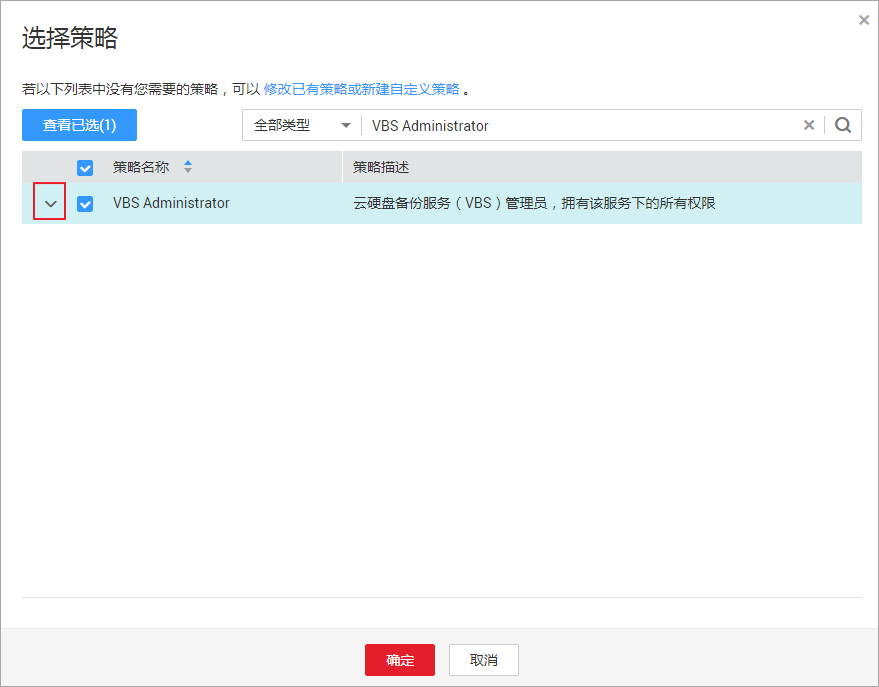 选择策略
若以下列表中没有您需要的策略，可以 修改已有策略或新建自定义策略 。
查看已选(1) 全部类型 VBS Administrator
策略名称 策略描述
VBS Administrator 云硬盘备份服务（VBS）管理员，拥有该服务下的所有权限
确定 取消